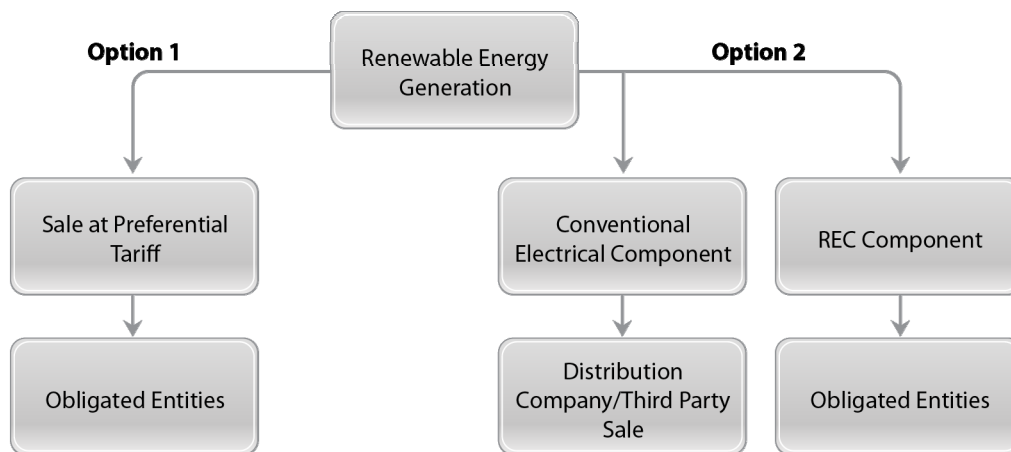 Option 1
Renewable Energy
Generation
Option 2
Sale at Preferential
Tariff
Conventional
Electrical Component
REC Component
Obligated Entities
Distribution
Company/Third Party
Sale
Obligated Entities